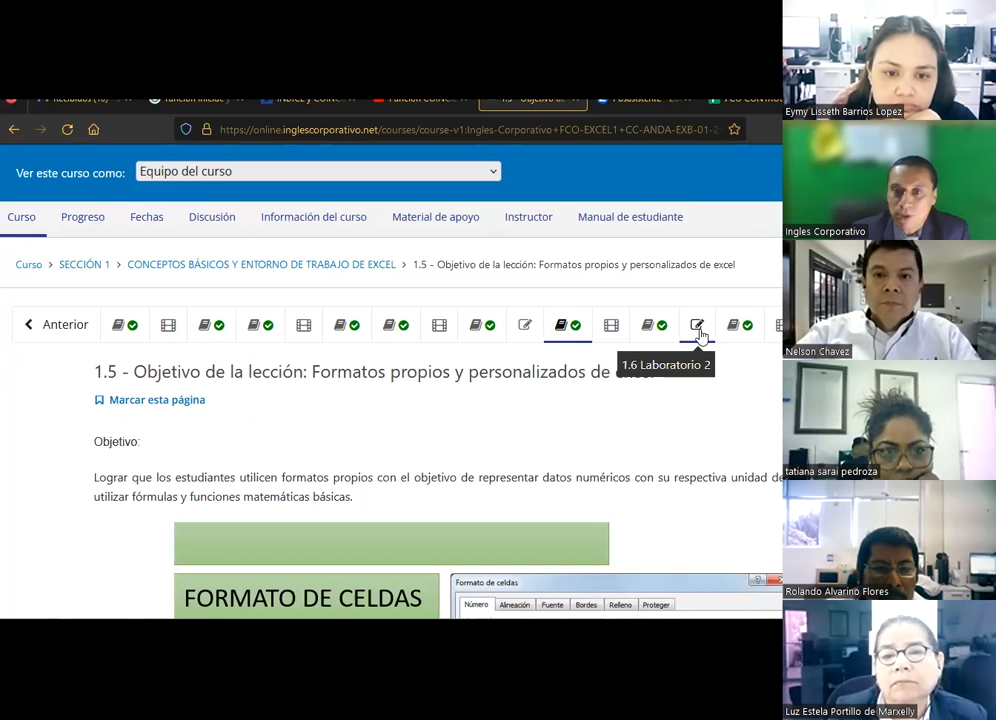 https://online.inglescorporativo.net/courses/course-v1:Ingles-Corporativo+FCO-EXCEL1+CC-ANDA-EXB-01-2
Ver este curso como:
Equipo del curso
Curso
Progreso
Fechas
Discusión
Información del curso
Material de apoyo
Instructor
Manual de estudiante
Curso > SECCIÓN 1 > CONCEPTOS BÁSICOS Y ENTORNO DE TRABAJO DE EXCEL > 1.5 - Objetivo de la lección: Formatos propios y personalizados de excel
Anterior
1.6 Laboratorio 2
1.5 - Objetivo de la lección: Formatos propios y personalizados de
Marcar esta página
Objetivo:
Lograr que los estudiantes utilicen formatos propios con el objetivo de representar datos numéricos con su respectiva unidad de
utilizar fórmulas y funciones matemáticas básicas.
FORMATO DE CELDAS
Formato de celdas
Número
Alineación
Fuente
Bordes
Relleno
Proteger
Eymy Lisseth Barrios Lopez
Ingles Corporativo
Nelson Chavez
tatiana sarai pedroza
Rolando Alvarino Flores
Luz Estela Portillo de Marxelly